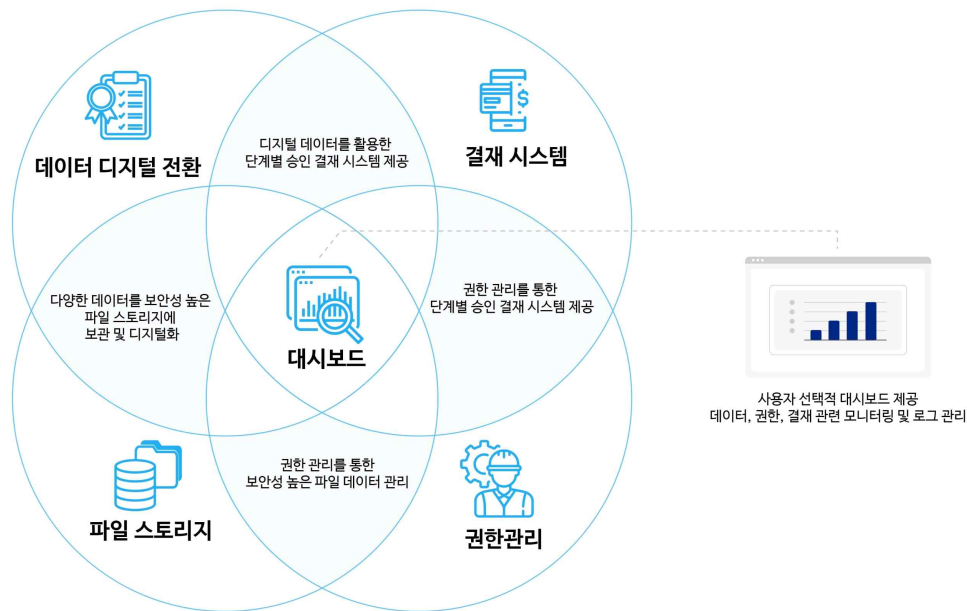 데이터 디지털 전환
디지털 데이터를 활용한
단계별 승인 결재 시스템 제공
결재 시스템
다양한 데이터를 보안성 높은
파일 스토리지에
보관 및 디지털화
대시보드
권한 관리를 통한
단계별 승인 결재 시스템 제공
사용자 선택적 대시보드 제공
데이터, 권한, 결재 관련 모니터링 및 로그 관리
파일 스토리지
권한 관리를 통한
보안성 높은 파일 데이터 관리
권한관리